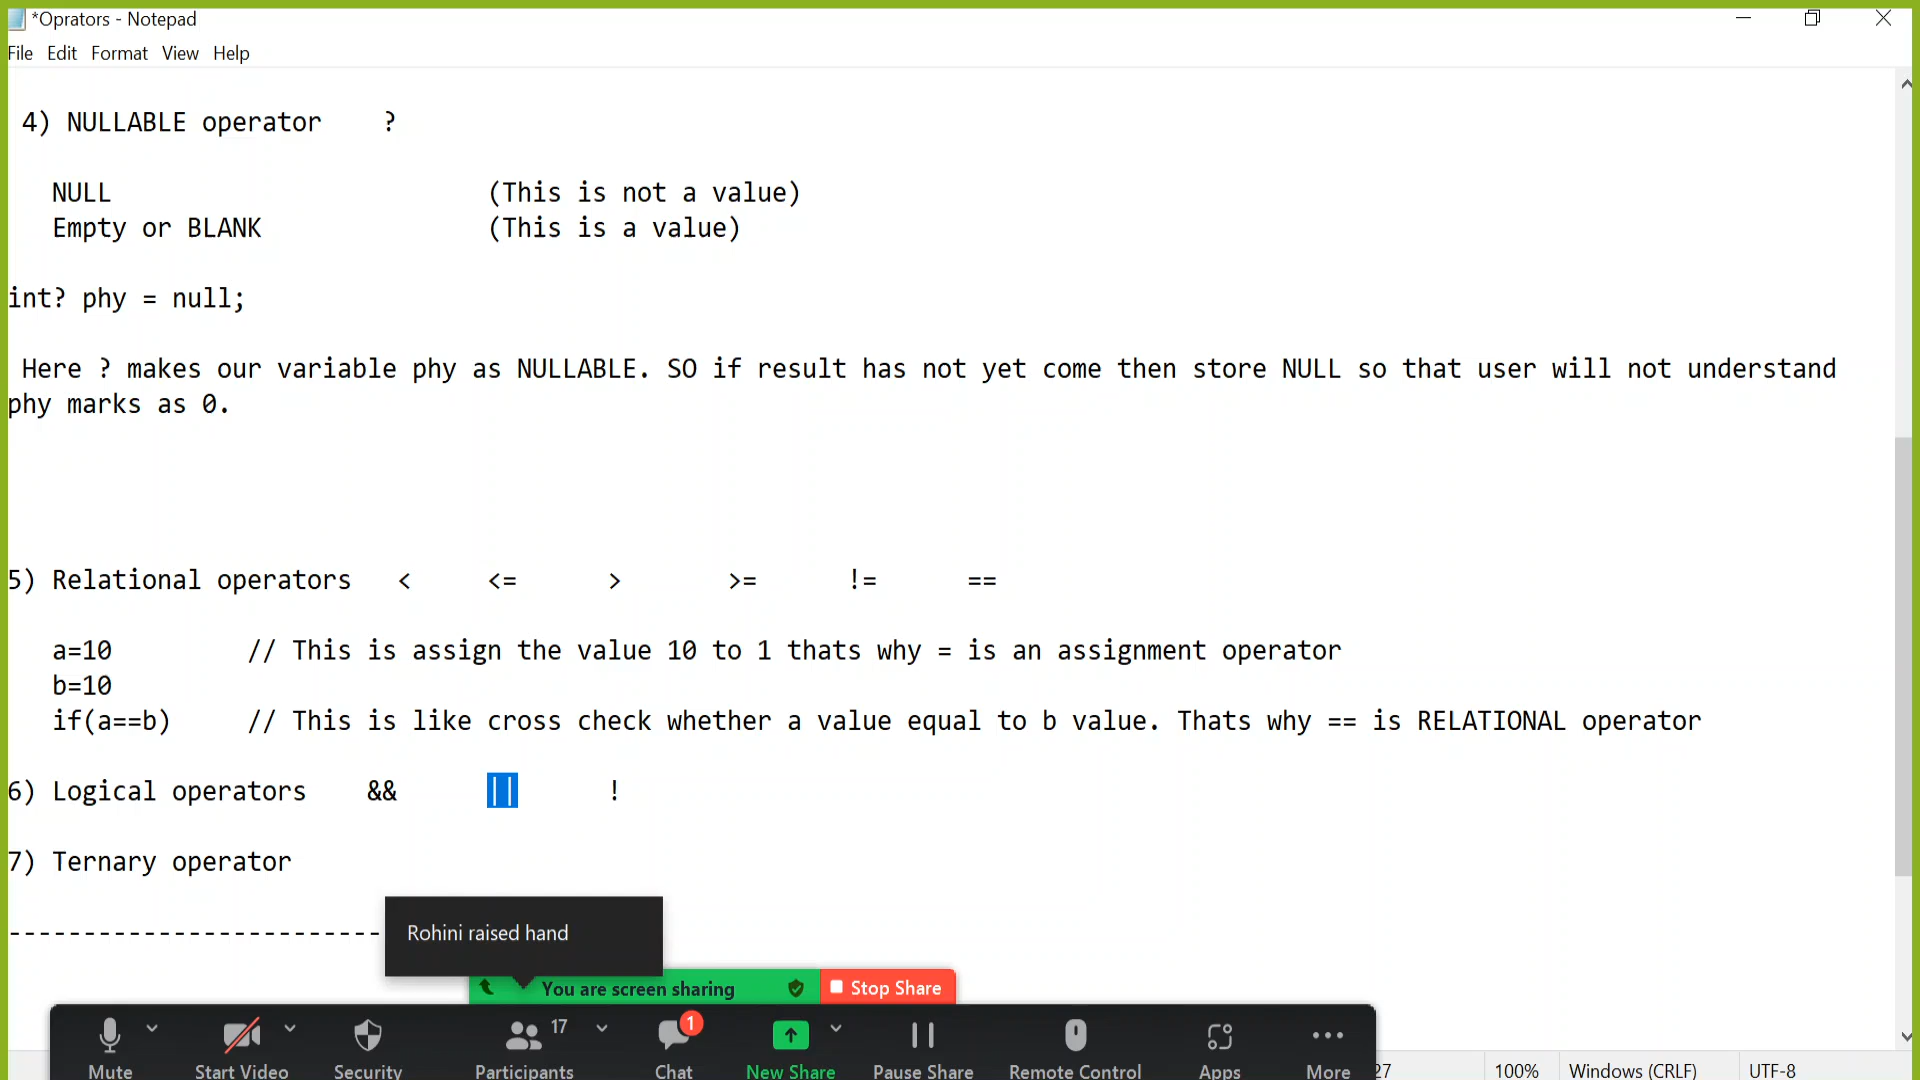 *Oprators - Notepad
File Edit Format View Help
4) NULLABLE operator ?
NULL (This is not a value)
Empty or BLANK (This is a value)
int? phy = null;
Here ? makes our variable phy as NULLABLE. SO if result has not yet come then store NULL so that user will not understand
phy marks as 0.
5) Relational operators < <= > >= != ==
a=10 // This is assign the value 10 to 1 thats why = is an assignment operator
b=10
if(a==b) // This is like cross check whether a value equal to b value. Thats why == is RELATIONAL operator
6) Logical operators && || !
7) Ternary operator
-------------------------
Rohini raised hand
You are screen sharing Stop Share
17 1
Mute Start Video Security Participants Chat New Share Pause Share Remote Control Apps More
27 100% Windows (CRLF) UTF-8